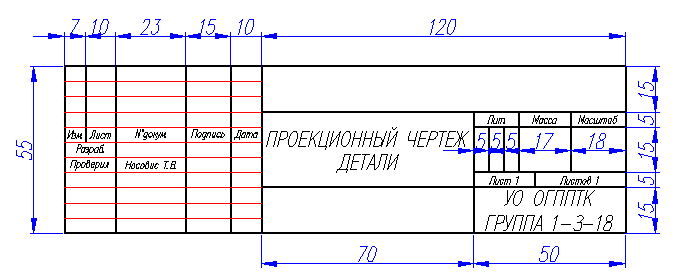 7 10 23 15 10 120
55
15
Лит Масса Масштаб
5
Изм Лист N°докум Подпись Дата
ПРОЕКЦИОННЫЙ ЧЕРТЕЖ
ДЕТАЛИ
5 5 5 17 18
15
Разраб.
Проверил Носович Т.В.
Лист 1 Листов 1
5
УО ОГППТК
ГРУППА 1-3-18
15
70 50